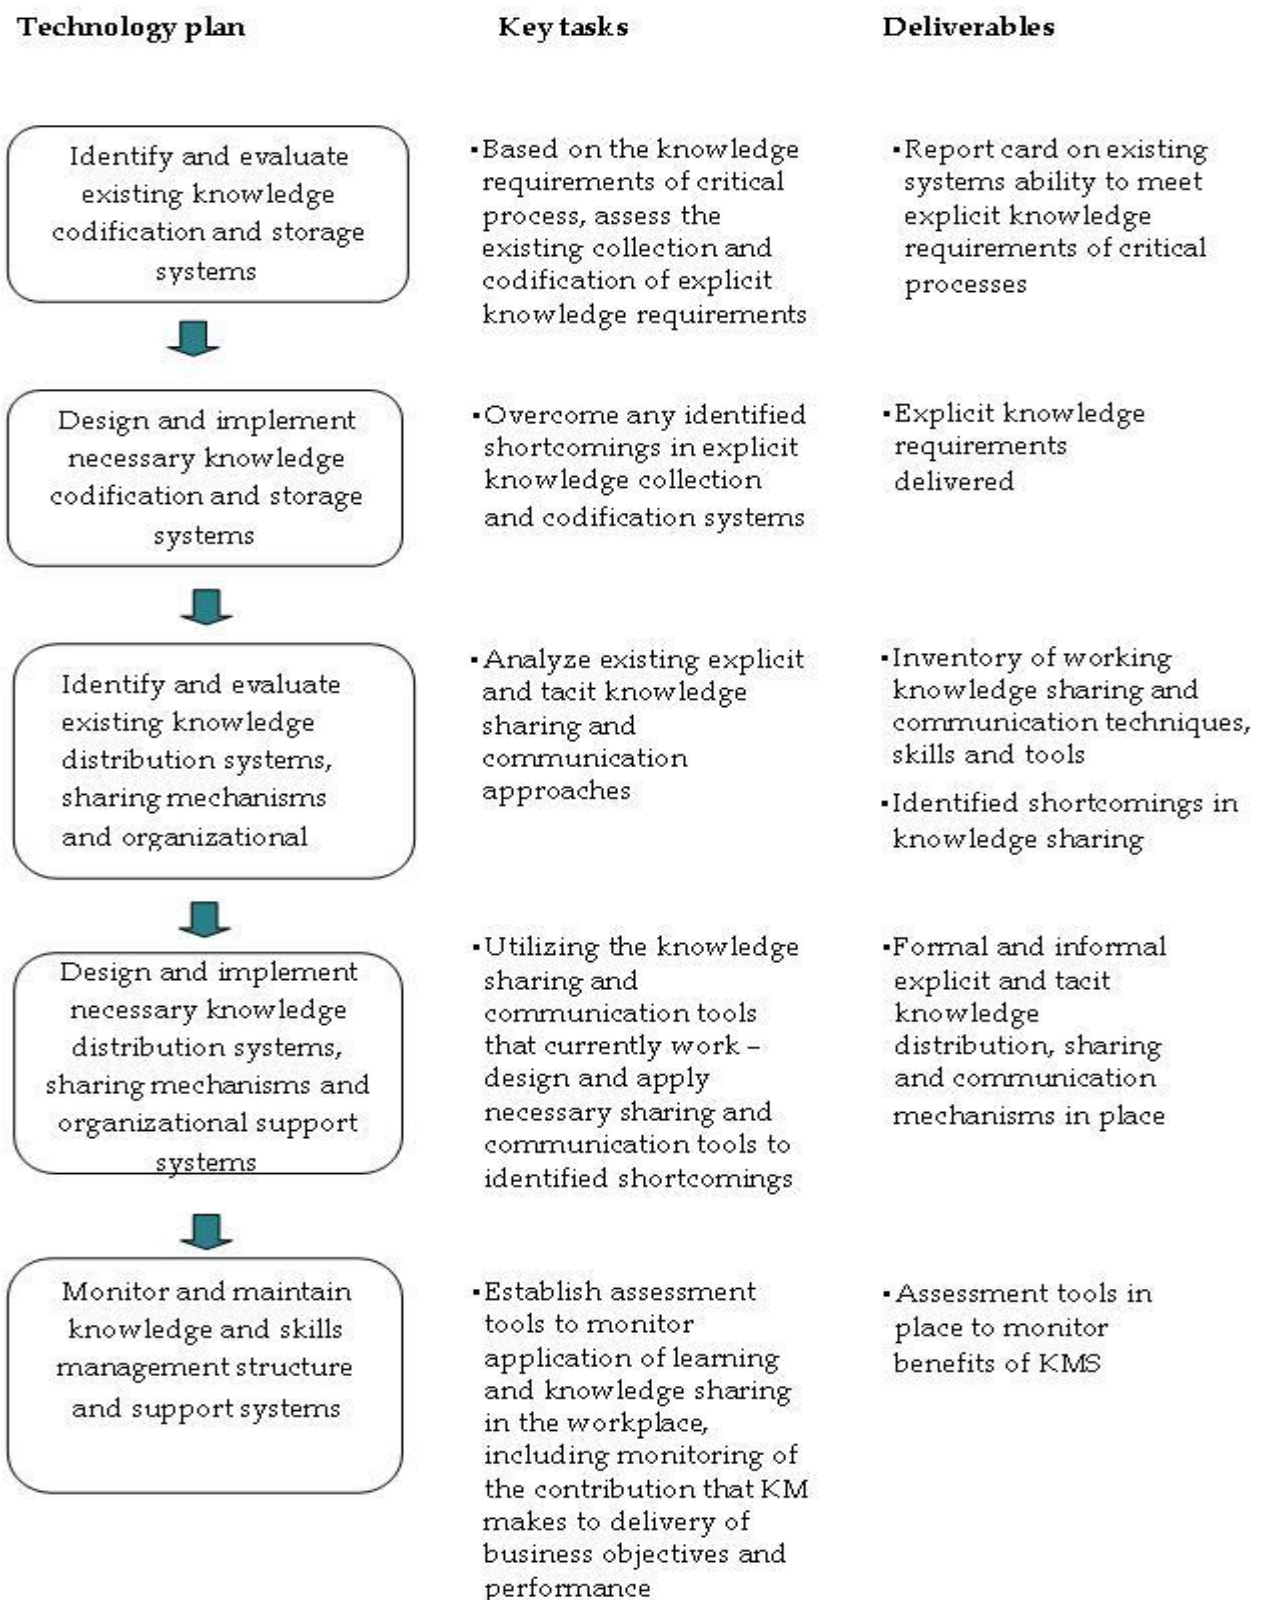 Technology plan
Key tasks
Deliverables
Identify and evaluate
existing knowledge
codification and storage
systems
▪Based on the knowledge
requirements of critical
process, assess the
existing collection and
codification of explicit
knowledge requirements
▪Report card on existing
systems ability to meet
explicit knowledge
requirements of critical
processes
Design and implement
necessary knowledge
codification and storage
systems
▪Overcome any identified
shortcomings in explicit
knowledge collection
and codification systems
▪Explicit knowledge
requirements
delivered
Identify and evaluate
existing knowledge
distribution systems,
sharing mechanisms
and organizational
▪Analyze existing explicit
and tacit knowledge
sharing and
communication
approaches
▪Inventory of working
knowledge sharing and
communication techniques,
skills and tools
▪Identified shortcomings in
knowledge sharing
Design and implement
necessary knowledge
distribution systems,
sharing mechanisms and
organizational support
systems
▪Utilizing the knowledge
sharing and
communication tools
that currently work –
design and apply
necessary sharing and
communication tools to
identified shortcomings
▪Formal and informal
explicit and tacit
knowledge
distribution, sharing
and communication
mechanisms in place
Monitor and maintain
knowledge and skills
management structure
and support systems
▪Establish assessment
tools to monitor
application of learning
and knowledge sharing
in the workplace,
including monitoring of
the contribution that KM
makes to delivery of
business objectives and
performance
▪Assessment tools in
place to monitor
benefits of KMS